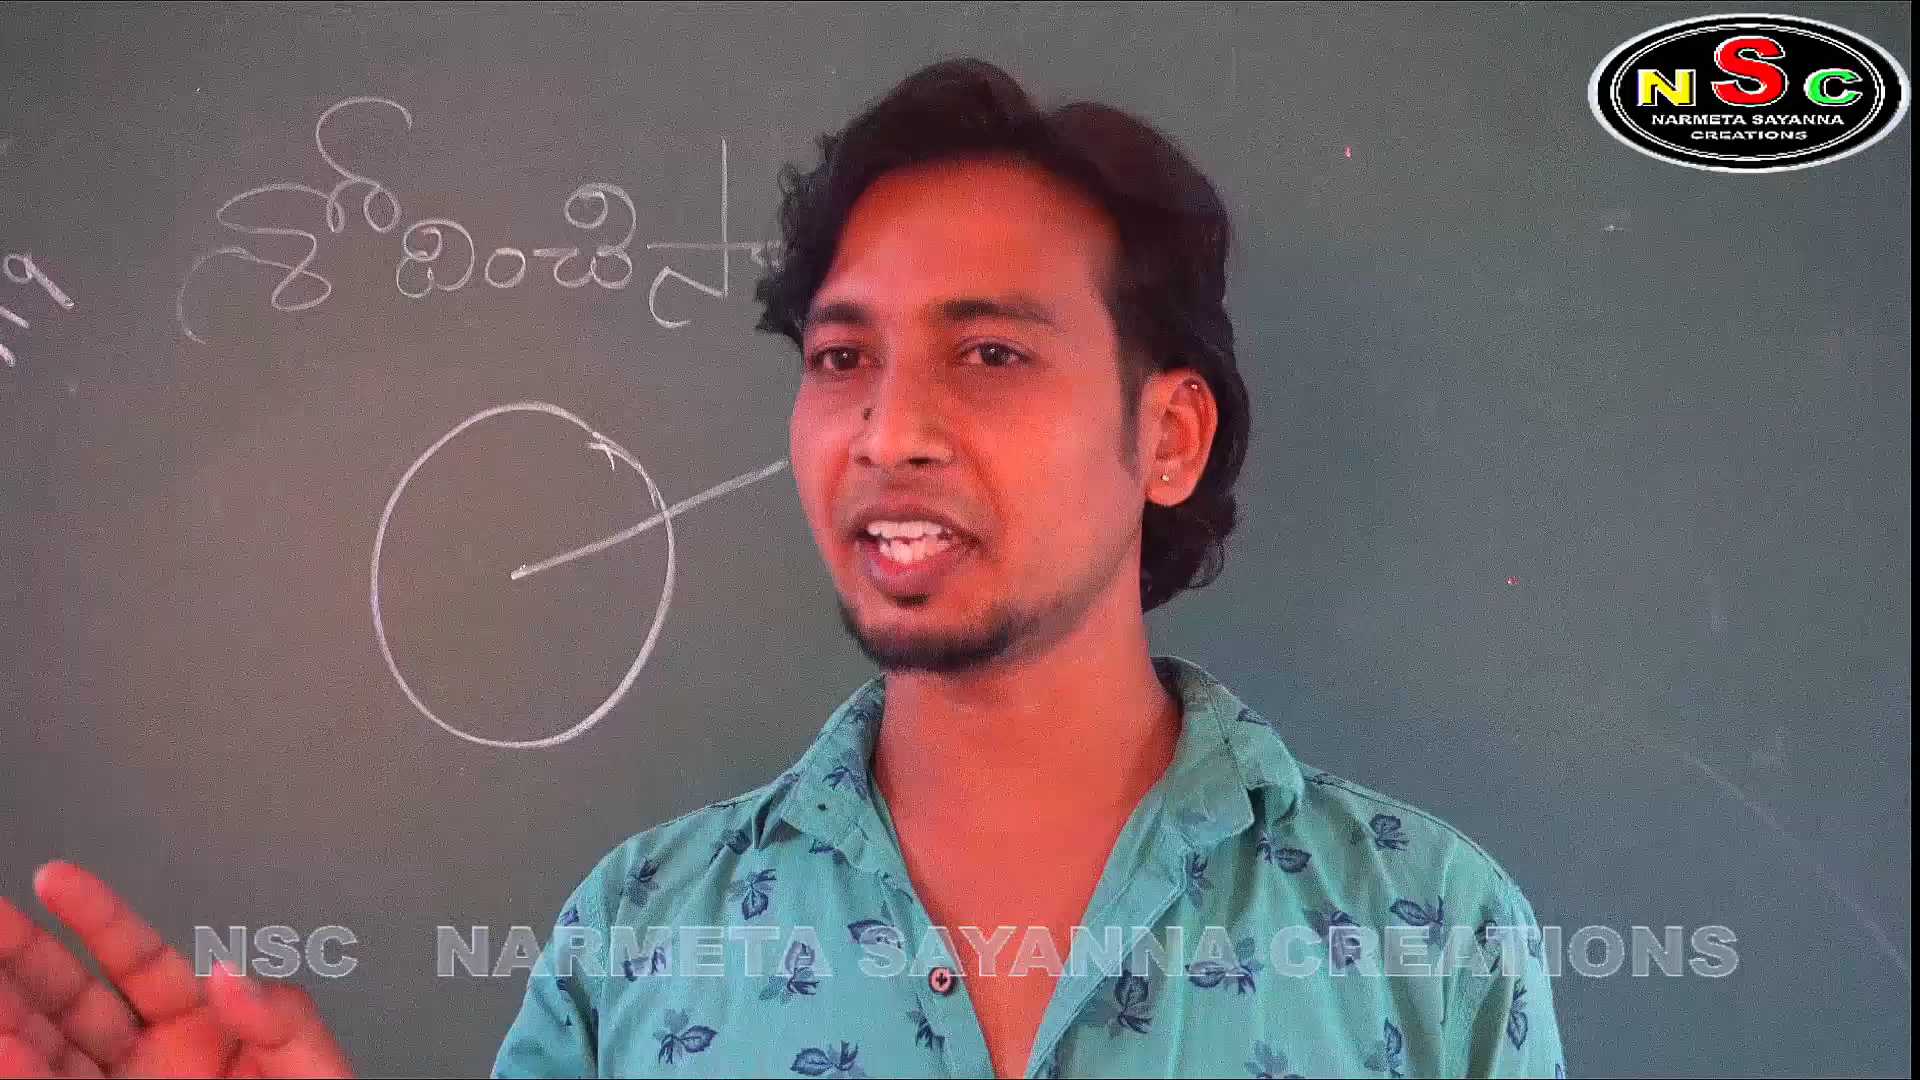 శోదించిన
NSC
NARMETA SAYANNA
CREATIONS
NSC NARMETA SAYANNA CREATIONS